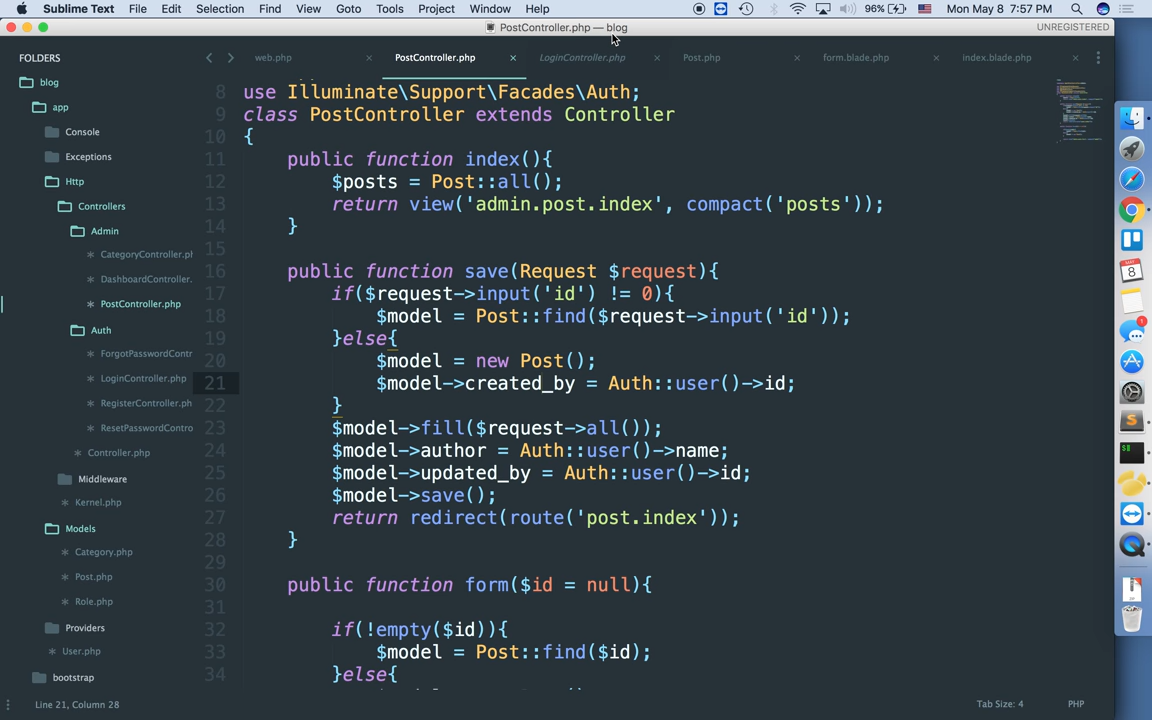 Sublime Text File Edit Selection Find View Goto Tools Project Window Help 96% Mon May 8 7:57 PM
PostController.php — blog UNREGISTERED
FOLDERS
blog
app
Console
Exceptions
Http
Controllers
Admin
CategoryController.pl
DashboardController.
PostController.php
Auth
ForgotPasswordContr
LoginController.php
RegisterController.ph
ResetPasswordContro
Controller.php
Middleware
Kernel.php
Models
Category.php
Post.php
Role.php
Providers
User.php
bootstrap
web.php PostController.php LoginController.php Post.php form.blade.php index.blade.php
8 use Illuminate\Support\Facades\Auth;
9 class PostController extends Controller
10 {
11 public function index(){
12 $posts = Post::all();
13 return view('admin.post.index', compact('posts'));
14 }
15
16 public function save(Request $request){
17 if($request->input('id') != 0){
18 $model = Post::find($request->input('id'));
19 }else{
20 $model = new Post();
21 $model->created_by = Auth::user()->id;
22 }
23 $model->fill($request->all());
24 $model->author = Auth::user()->name;
25 $model->updated_by = Auth::user()->id;
26 $model->save();
27 return redirect(route('post.index'));
28 }
29
30 public function form($id = null){
31
32 if(!empty($id)){
33 $model = Post::find($id);
34 }else{
Line 21, Column 28 Tab Size: 4 PHP